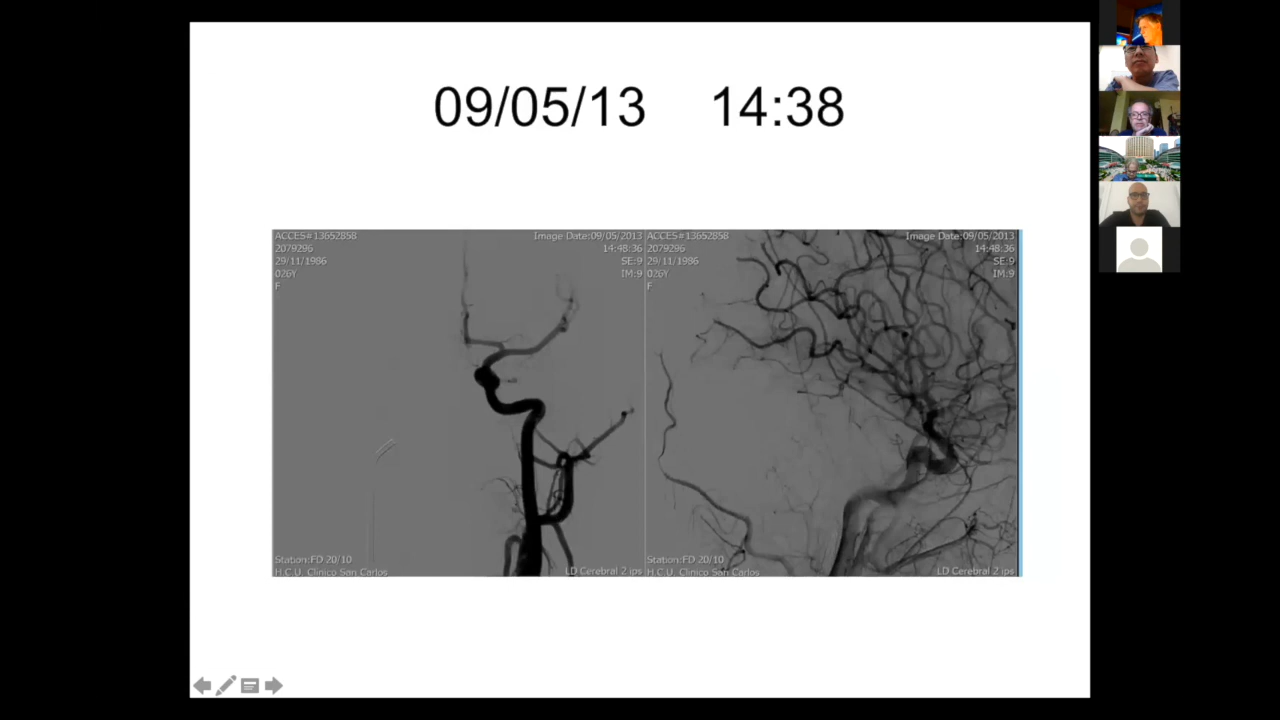 09/05/13 14:38
ACCES#13652858
2079296
29/11/1986
026Y
F
Image Date:09/05/2013
14:48:36
SE:9
IM:9
Station:FD 20/10
H.C.U. Clinico San Carlos
LD Cerebral 2 ips
ACCES#13652858
2079296
29/11/1986
026Y
F
Image Date:09/05/2013
14:48:36
SE:9
IM:9
Station:FD 20/10
H.C.U. Clinico San Carlos
LD Cerebral 2 ips